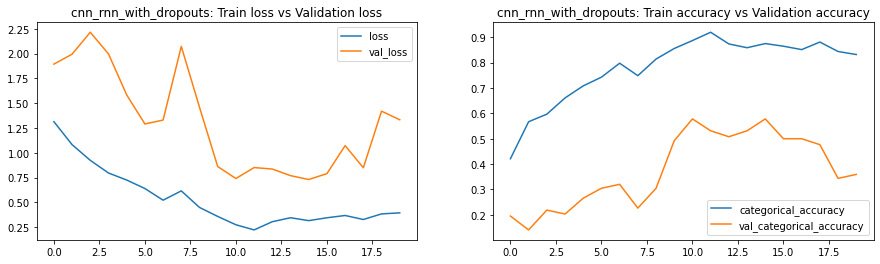 cnn_rnn_with_dropouts: Train loss vs Validation loss
2.25
2.00
1.75
1.50
1.25
1.00
0.75
0.50
0.25
0.0 2.5 5.0 7.5 10.0 12.5 15.0 17.5
loss
val_loss
cnn_rnn_with_dropouts: Train accuracy vs Validation accuracy
0.9
0.8
0.7
0.6
0.5
0.4
0.3
0.2
0.0 2.5 5.0 7.5 10.0 12.5 15.0 17.5
categorical_accuracy
val_categorical_accuracy